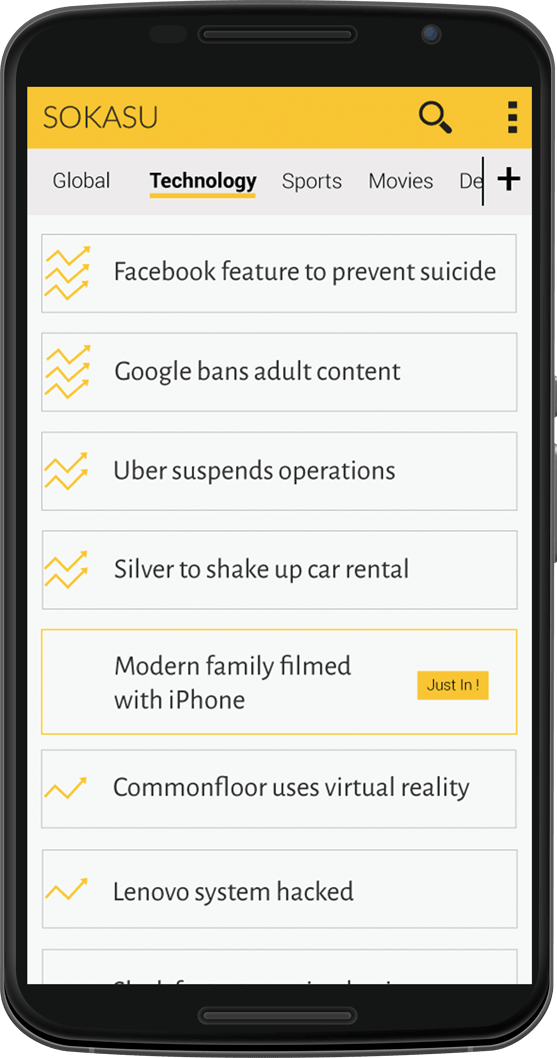 SOKASU
Global Technology Sports Movies De
Facebook feature to prevent suicide
Google bans adult content
Uber suspends operations
Silver to shake up car rental
Modern family filmed
with iPhone
Just In !
Commonfloor uses virtual reality
Lenovo system hacked